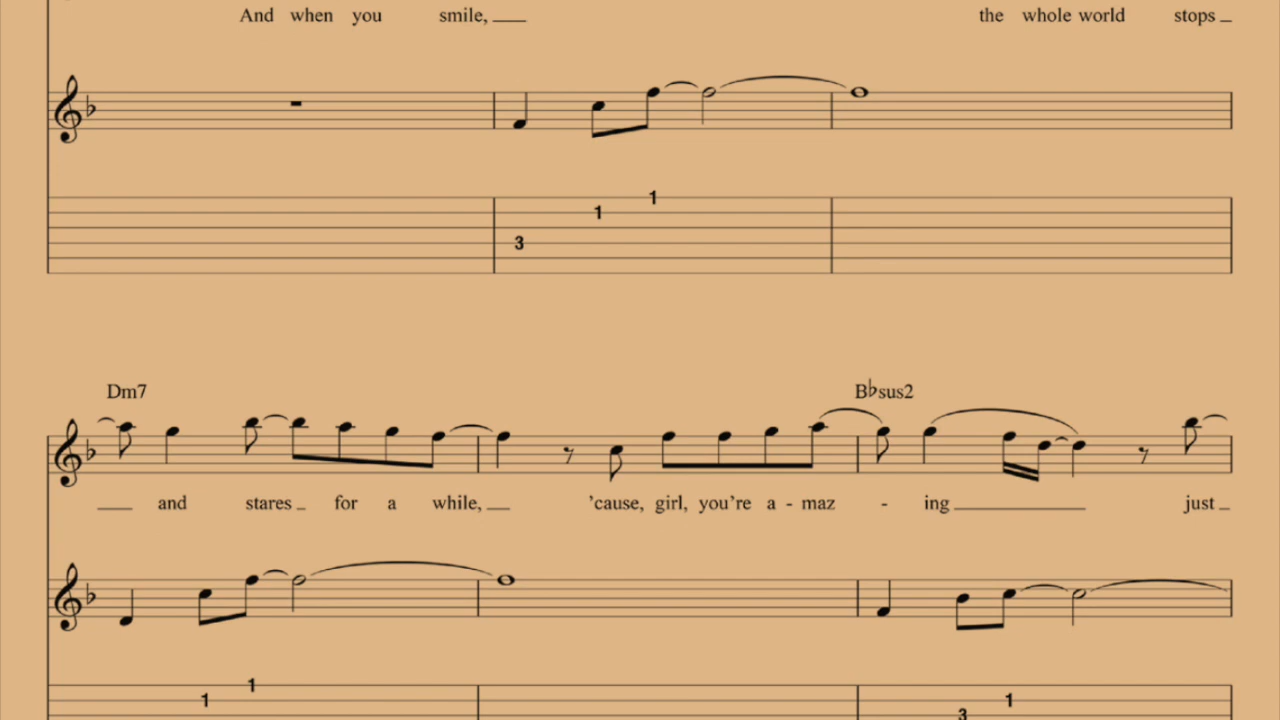 And when you smile, the whole world stops
1
1
3
Dm7 B♭sus2
and stares for a while, 'cause, girl, you're a - maz - ing just
1
1 1
3